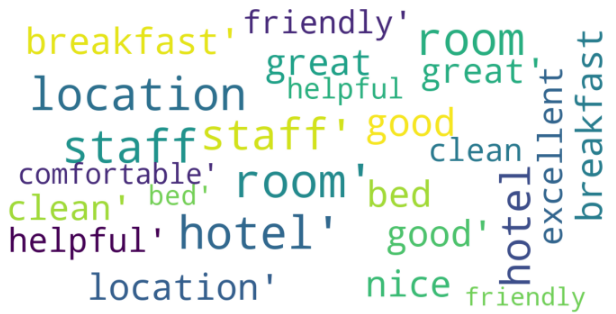 friendly'
breakfast'
room
great
great'
helpful
location
breakfast
excellent
good
staff'
staff
clean
comfortable'
room'
bed
bed'
hotel
clean'
hotel'
good'
helpful'
location'
nice
friendly